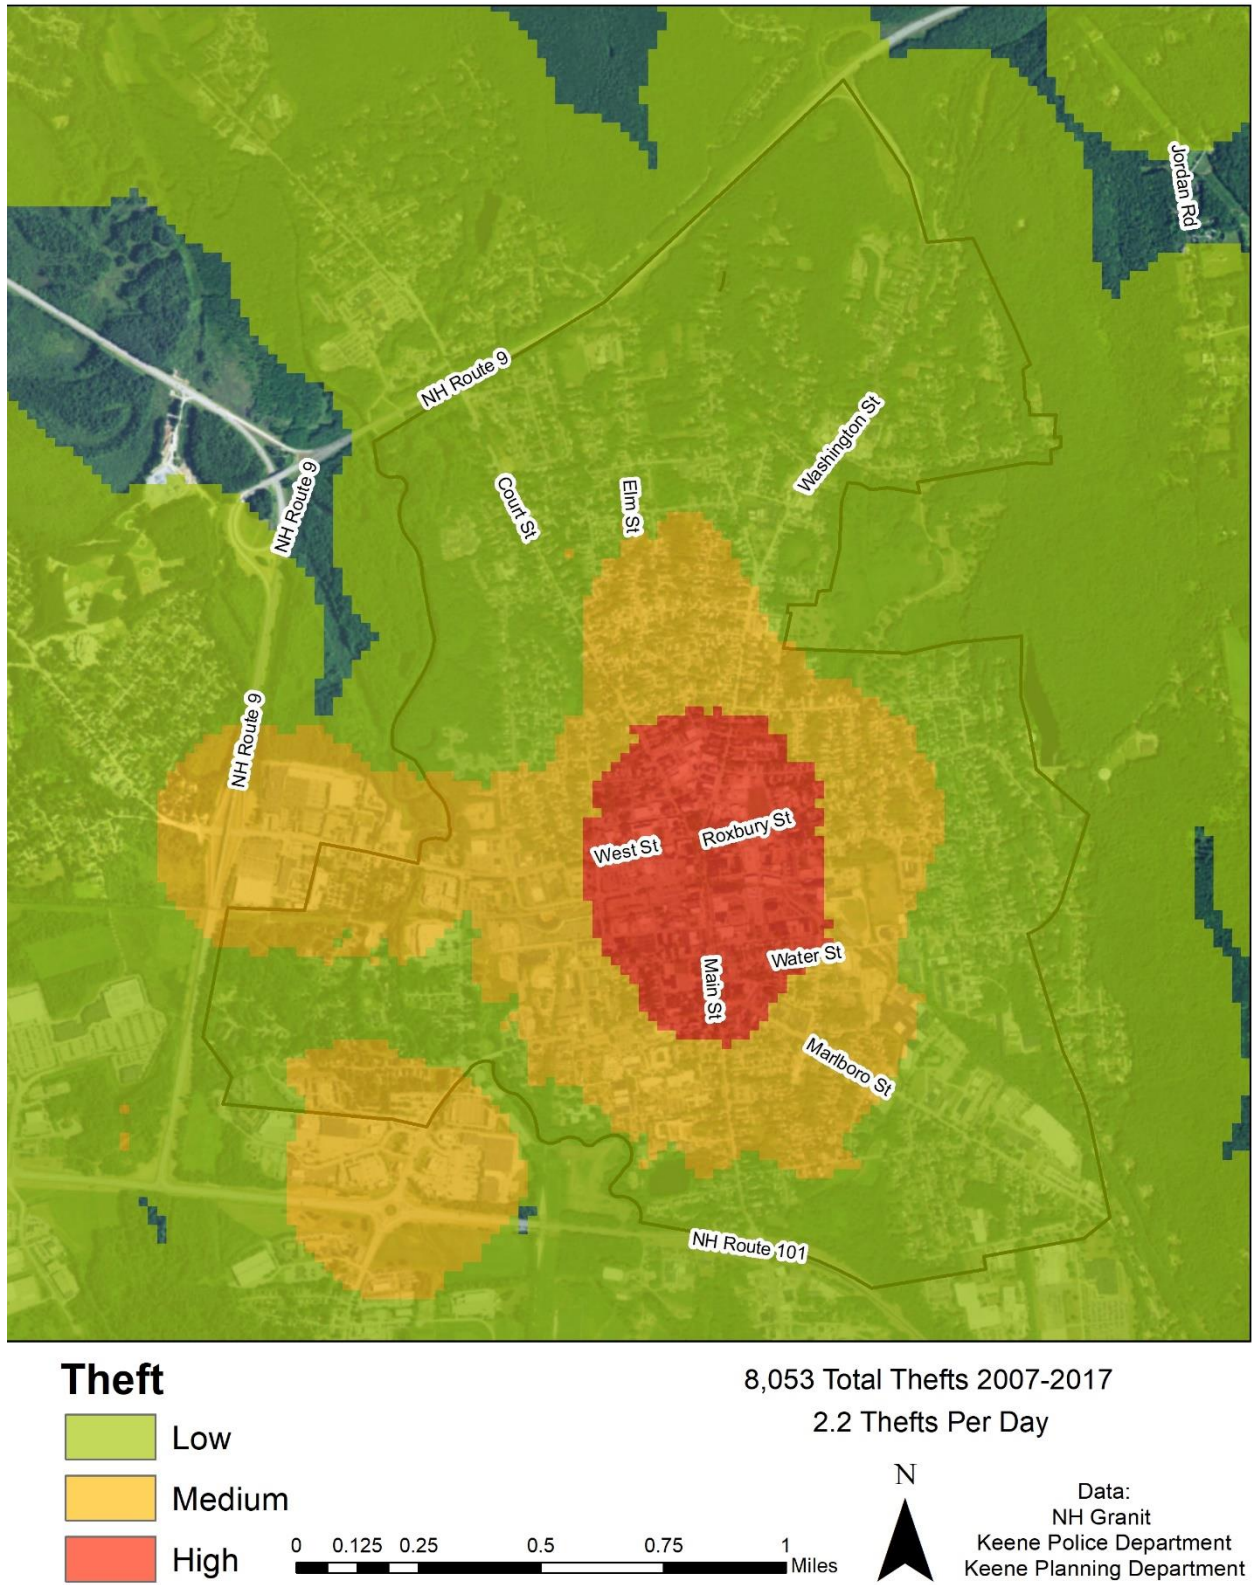 Jordan Rd
NH Route 9
Washington St
Court St
Elm St
NH Route 9
NH Route 9
Roxbury St
West St
Water St
Main St
Marlboro St
NH Route 101
Theft
Low
Medium
High
8,053 Total Thefts 2007-2017
2.2 Thefts Per Day
0 0.125 0.25 0.5 0.75 1
Miles
N
Data:
NH Granit
Keene Police Department
Keene Planning Department